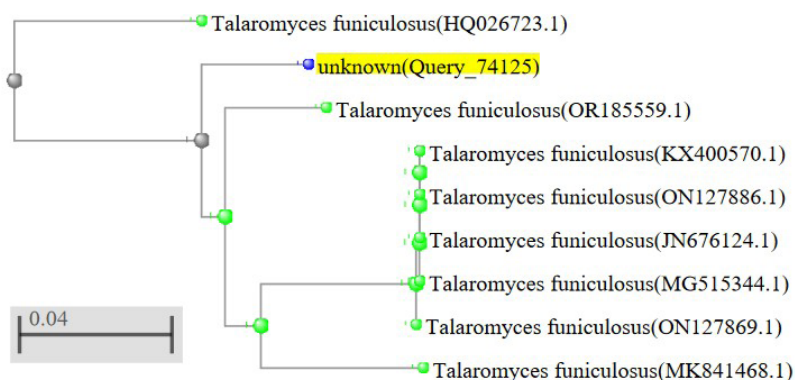 Talaromyces funiculosus(HQ026723.1)
unknown(Query_74125)
Talaromyces funiculosus(OR185559.1)
Talaromyces funiculosus(KX400570.1)
Talaromyces funiculosus(ON127886.1)
Talaromyces funiculosus(JN676124.1)
Talaromyces funiculosus(MG515344.1)
0.04
Talaromyces funiculosus(ON127869.1)
Talaromyces funiculosus(MK841468.1)